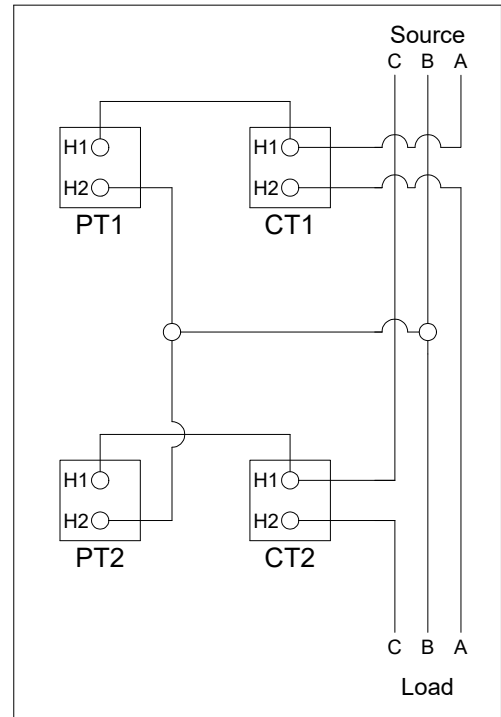 Source
C B A
H1 H1
H2 H2
PT1 CT1
H1 H1
H2 H2
PT2 CT2
C B A
Load